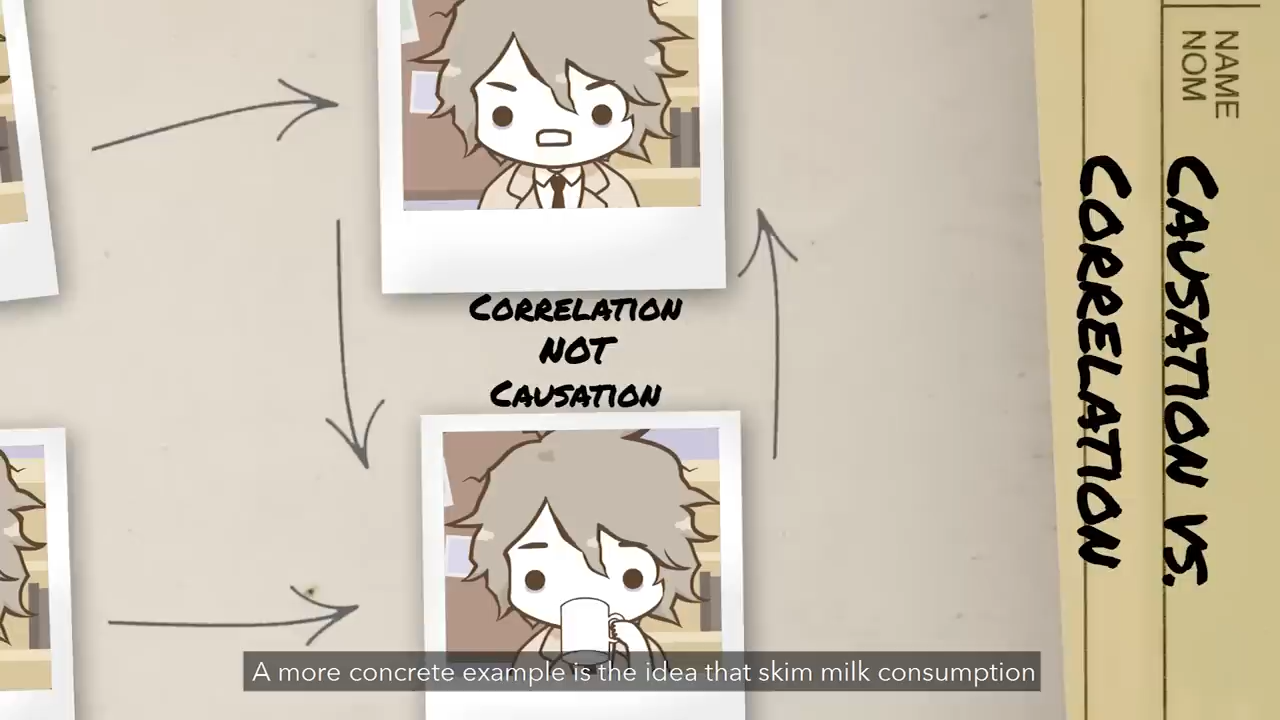 CORRELATION
NOT
CAUSATION
NAME
NOM
CAUSATION VS.
CORRELATION
A more concrete example is the idea that skim milk consumption